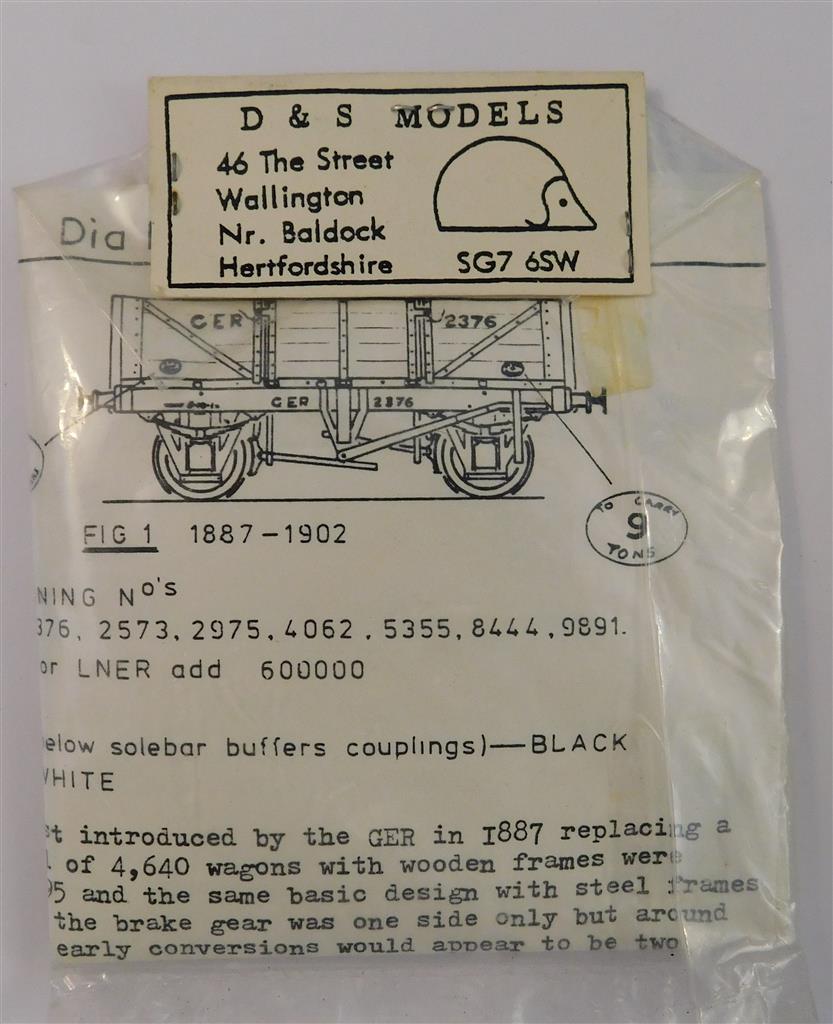 D & S MODELS
46 The Street
Wallington
Nr. Baldock
Hertfordshire
SG7 6SW
Dia
GER 2376
GER 2376
TO CARRY
9
TONS
FIG 1 1887-1902
NING Nº'S
376, 2573, 2975, 4062, 5355, 8444, 9891.
or LNER add 600000
elow solebar buffers couplings)—BLACK
WHITE
st introduced by the GER in 1887 replacing a
l of 4,640 wagons with wooden frames were
95 and the same basic design with steel frames
the brake gear was one side only but around
early conversions would appear to be two